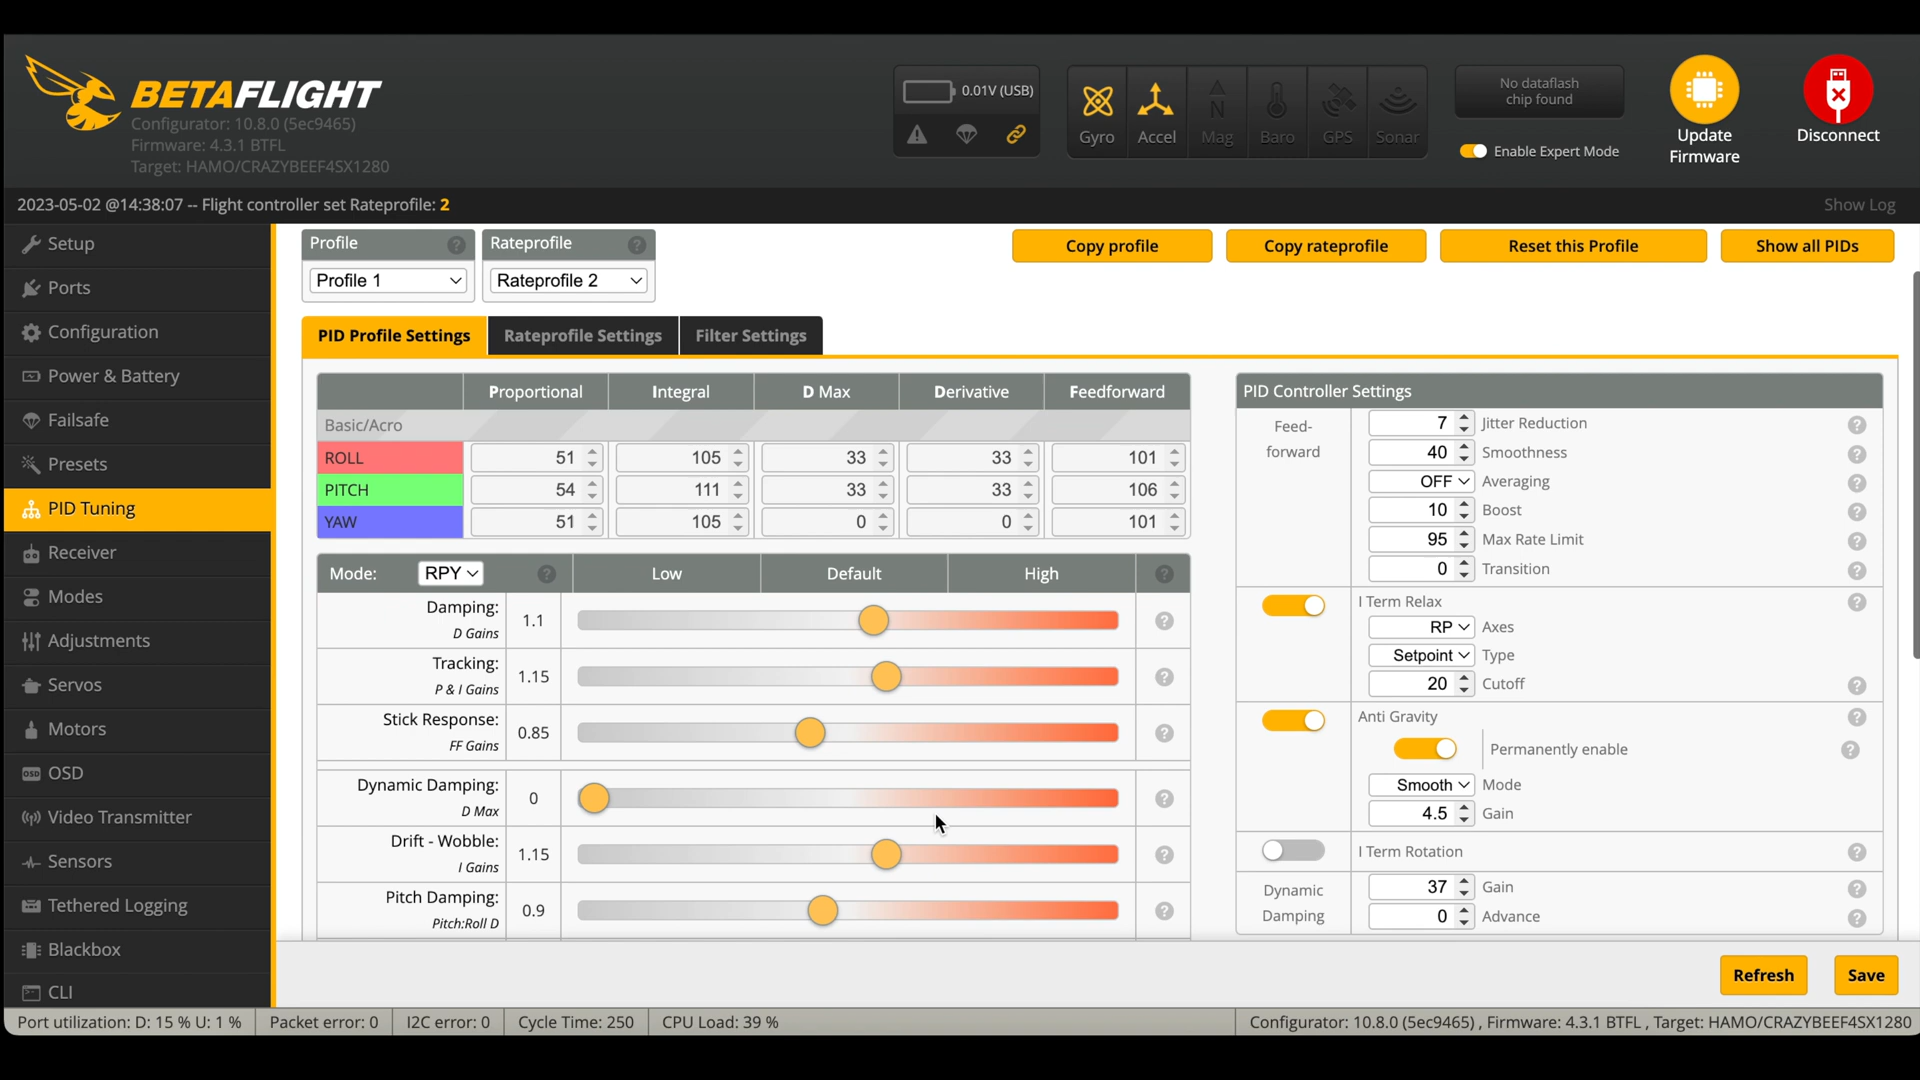 BETAFLIGHT
Configurator: 10.8.0 (5ec9465)
Firmware: 4.3.1 BTFL
Target: HAMO/CRAZYBEEF4SX1280
0.01V (USB)
Gyro
Accel
N
Mag
Baro
GPS
Sonar
No dataflash
chip found
Enable Expert Mode
Update
Firmware
Disconnect
2023-05-02 @14:38:07 -- Flight controller set Rateprofile: 2
Show Log
Setup
Ports
Configuration
Power & Battery
Failsafe
Presets
PID Tuning
Receiver
Modes
Adjustments
Servos
Motors
OSD OSD
Video Transmitter
Sensors
Tethered Logging
Blackbox
CLI
Profile ?
Profile 1
Rateprofile ?
Rateprofile 2
Copy profile
Copy rateprofile
Reset this Profile
Show all PIDs
PID Profile Settings
Rateprofile Settings
Filter Settings
Proportional Integral D Max Derivative Feedforward
Basic/Acro
ROLL 51 105 33 33 101
PITCH 54 111 33 33 106
YAW 51 105 0 0 101
Mode: RPY ? Low Default High ?
Damping:
D Gains
1.1 ?
Tracking:
P & I Gains
1.15 ?
Stick Response:
FF Gains
0.85 ?
Dynamic Damping:
D Max
0 ?
Drift - Wobble:
I Gains
1.15 ?
Pitch Damping:
Pitch:Roll D
0.9 ?
PID Controller Settings
Feed-
forward
7 Jitter Reduction ?
40 Smoothness ?
OFF Averaging ?
10 Boost ?
95 Max Rate Limit ?
0 Transition ?
I Term Relax ?
RP Axes
Setpoint Type
20 Cutoff ?
Anti Gravity ?
Permanently enable ?
Smooth Mode
4.5 Gain
I Term Rotation ?
Dynamic
Damping
37 Gain ?
0 Advance ?
Refresh
Save
Port utilization: D: 15 % U: 1 %
Packet error: 0
I2C error: 0
Cycle Time: 250
CPU Load: 39 %
Configurator: 10.8.0 (5ec9465) , Firmware: 4.3.1 BTFL , Target: HAMO/CRAZYBEEF4SX1280